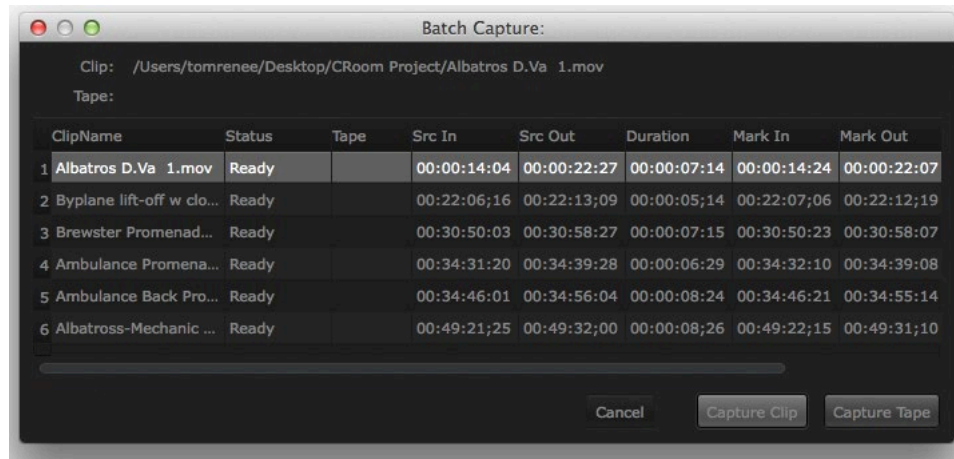 Batch Capture:
Clip: /Users/tomrenee/Desktop/CRoom Project/Albatros D.Va 1.mov
Tape:
ClipName Status Tape Src In Src Out Duration Mark In Mark Out
1 Albatros D.Va 1.mov Ready 00:00:14:04 00:00:22:27 00:00:07:14 00:00:14:24 00:00:22:07
2 Byplane lift-off w clo... Ready 00:22:06;16 00:22:13;09 00:00:05;14 00:22:07;06 00:22:12;19
3 Brewster Promenad... Ready 00:30:50:03 00:30:58:27 00:00:07:15 00:30:50:23 00:30:58:07
4 Ambulance Promena... Ready 00:34:31:20 00:34:39:28 00:00:06:29 00:34:32:10 00:34:39:08
5 Ambulance Back Pro... Ready 00:34:46:01 00:34:56:04 00:00:08:24 00:34:46:21 00:34:55:14
6 Albatross-Mechanic ... Ready 00:49:21;25 00:49:32;00 00:00:08;26 00:49:22;15 00:49:31;10
Cancel Capture Clip Capture Tape